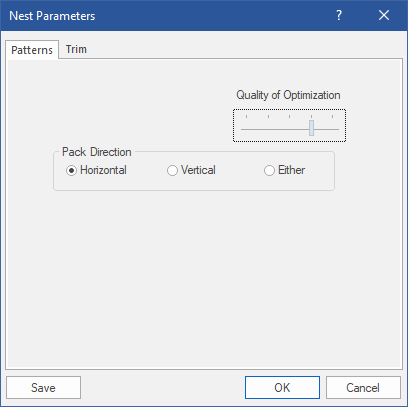 Nest Parameters
?
Patterns
Trim
Quality of Optimization
Pack Direction
Horizontal
Vertical
Either
Save
OK
Cancel